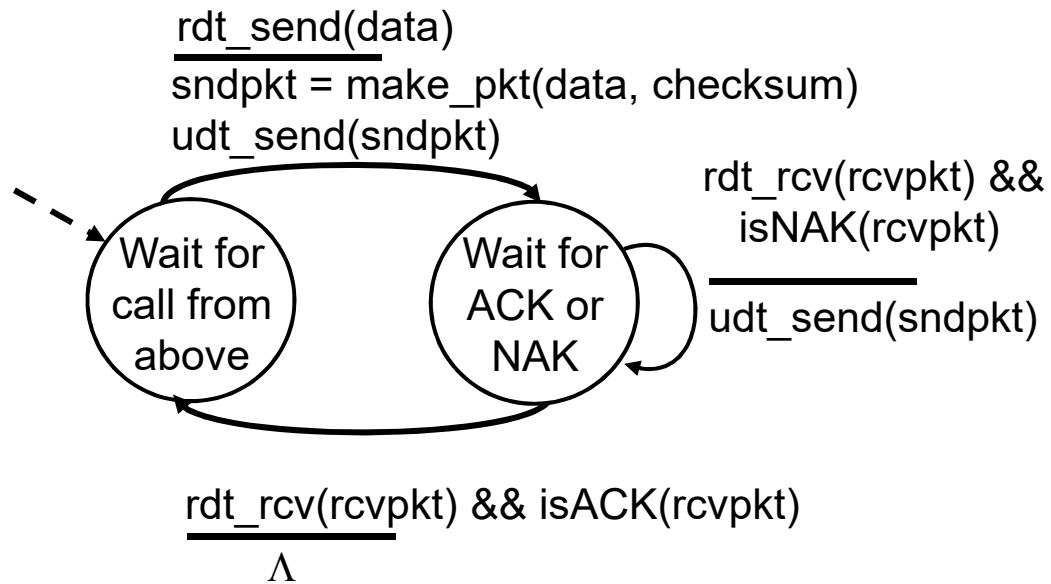 rdt_send(data)
sndpkt = make_pkt(data, checksum)
udt_send(sndpkt)
rdt_rcv(rcvpkt) &&
isNAK(rcvpkt)
udt_send(sndpkt)
Wait for
call from
above
Wait for
ACK or
NAK
rdt_rcv(rcvpkt) && isACK(rcvpkt)
Λ